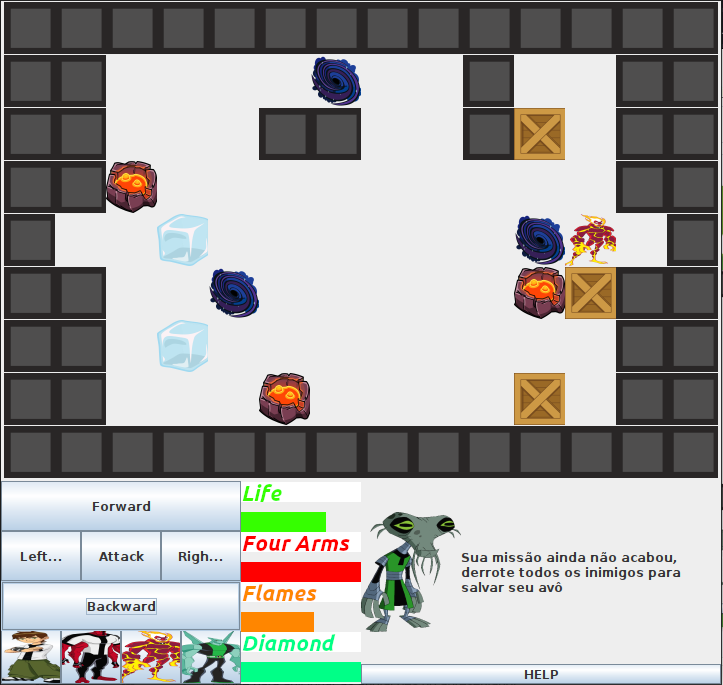 Forward
Left...
Attack
Righ...
Backward
Life
Four Arms
Flames
Diamond
Sua missão ainda não acabou,
derrote todos os inimigos para
salvar seu avô
HELP